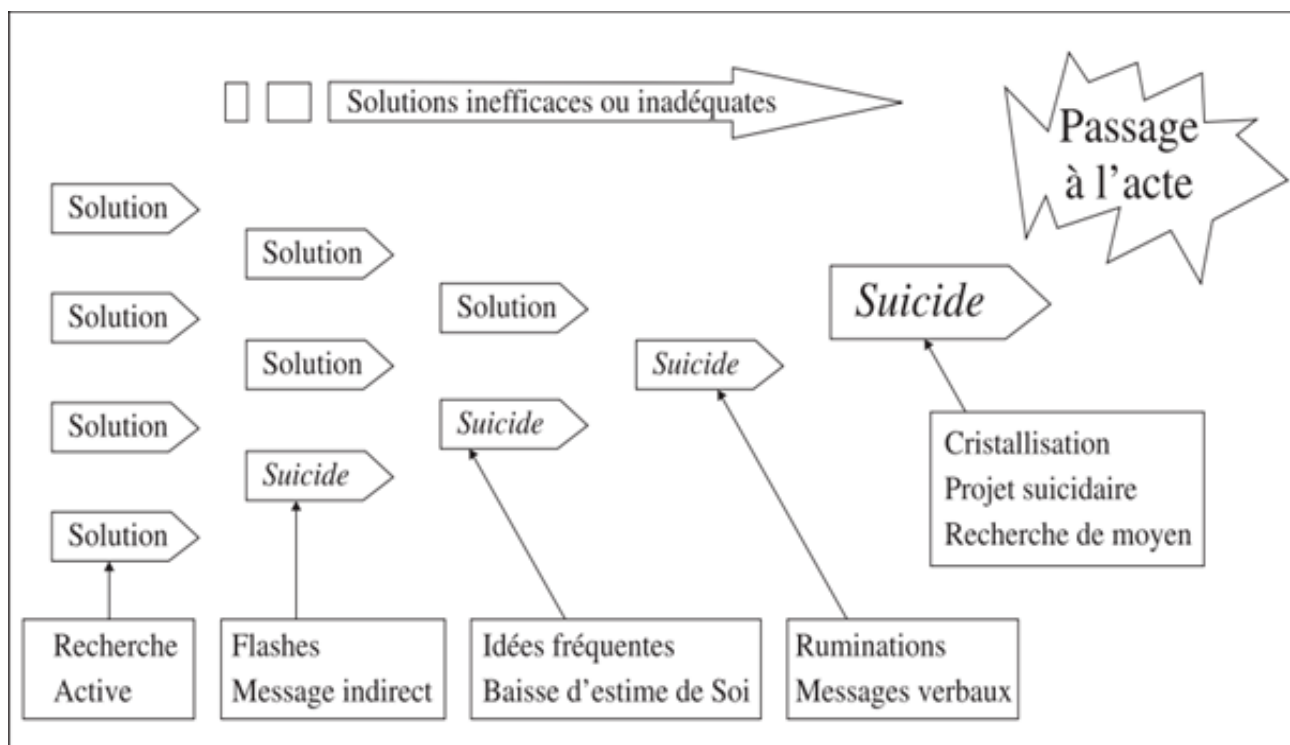 Solutions inefficaces ou inadéquates
Passage
à l’acte
Solution
Solution
Solution
Solution
Solution
Solution
Suicide
Solution
Suicide
Suicide
Suicide
Recherche
Active
Flashes
Message indirect
Idées fréquentes
Baisse d’estime de Soi
Ruminations
Messages verbaux
Cristallisation
Projet suicidaire
Recherche de moyen